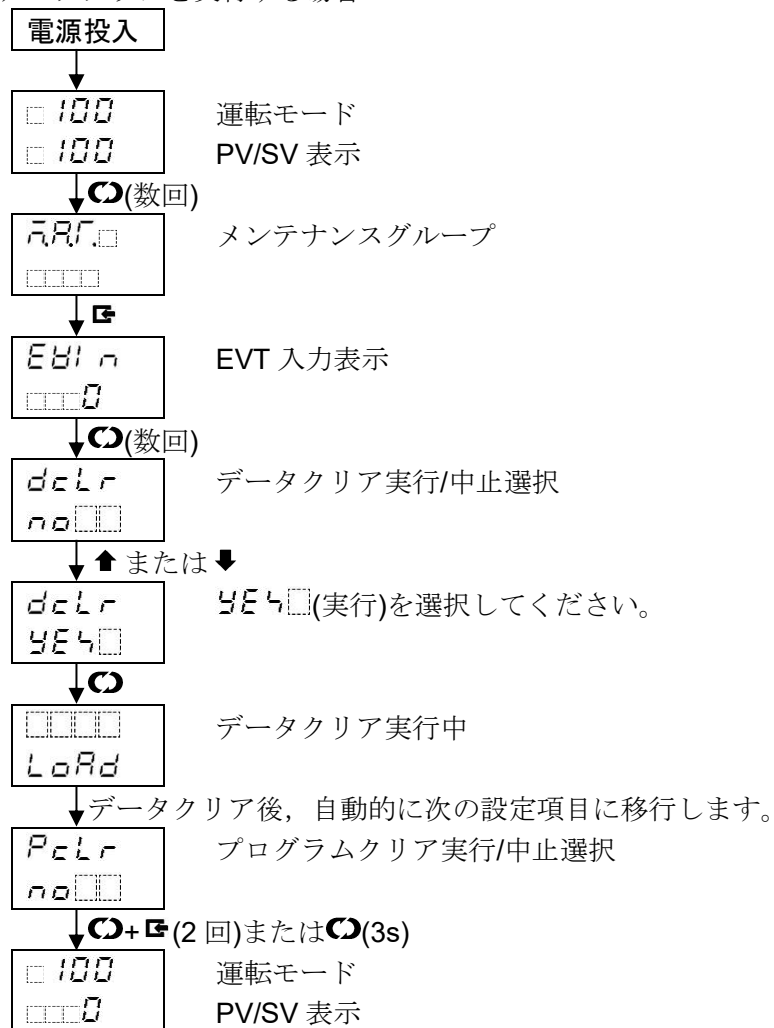 電源投入
□100 運転モード
□100 PV/SV 表示
(数回)
M.A.T.□ メンテナンスグループ
□□□□
EVIn EVT 入力表示
□□□0
(数回)
dcLr データクリア実行/中止選択
no□□
⬆ または ⬇
dcLr YES□(実行)を選択してください。
YES□
□□□□ データクリア実行中
LoAd
データクリア後，自動的に次の設定項目に移行します。
PcLr プログラムクリア実行/中止選択
no□□
+ (2 回)または(3s)
□100 運転モード
□□□0 PV/SV 表示